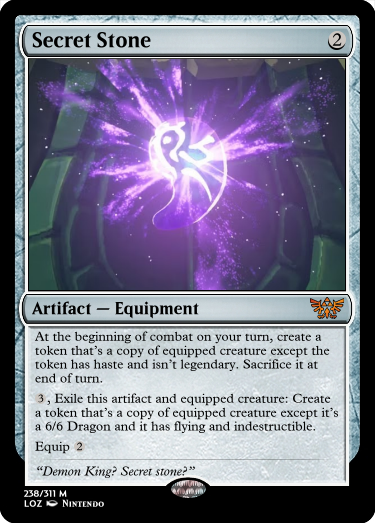 Secret Stone 2
Artifact — Equipment
At the beginning of combat on your turn, create a
token that's a copy of equipped creature except the
token has haste and isn't legendary. Sacrifice it at
end of turn.
3, Exile this artifact and equipped creature: Create
a token that's a copy of equipped creature except it's
a 6/6 Dragon and it has flying and indestructible.
Equip 2
"Demon King? Secret stone?"
238/311 M
LOZ Nintendo